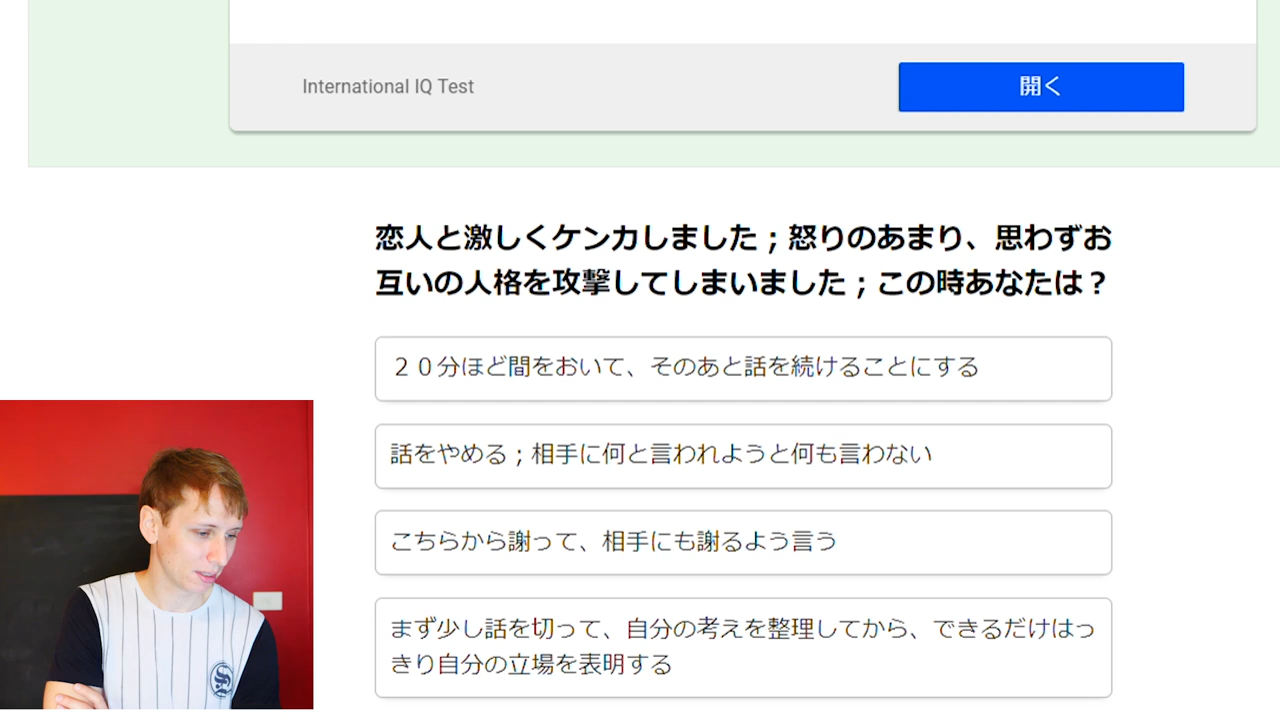 International IQ Test
開く
恋人と激しくケンカしました；怒りのあまり、思わずお
互いの人格を攻撃してしまいました；この時あなたは？
２０分ほど間をおいて、そのあと話を続けることにする
話をやめる；相手に何と言われようと何も言わない
こちらから謝って、相手にも謝るよう言う
まず少し話を切って、自分の考えを整理してから、できるだけはっ
きり自分の立場を表明する